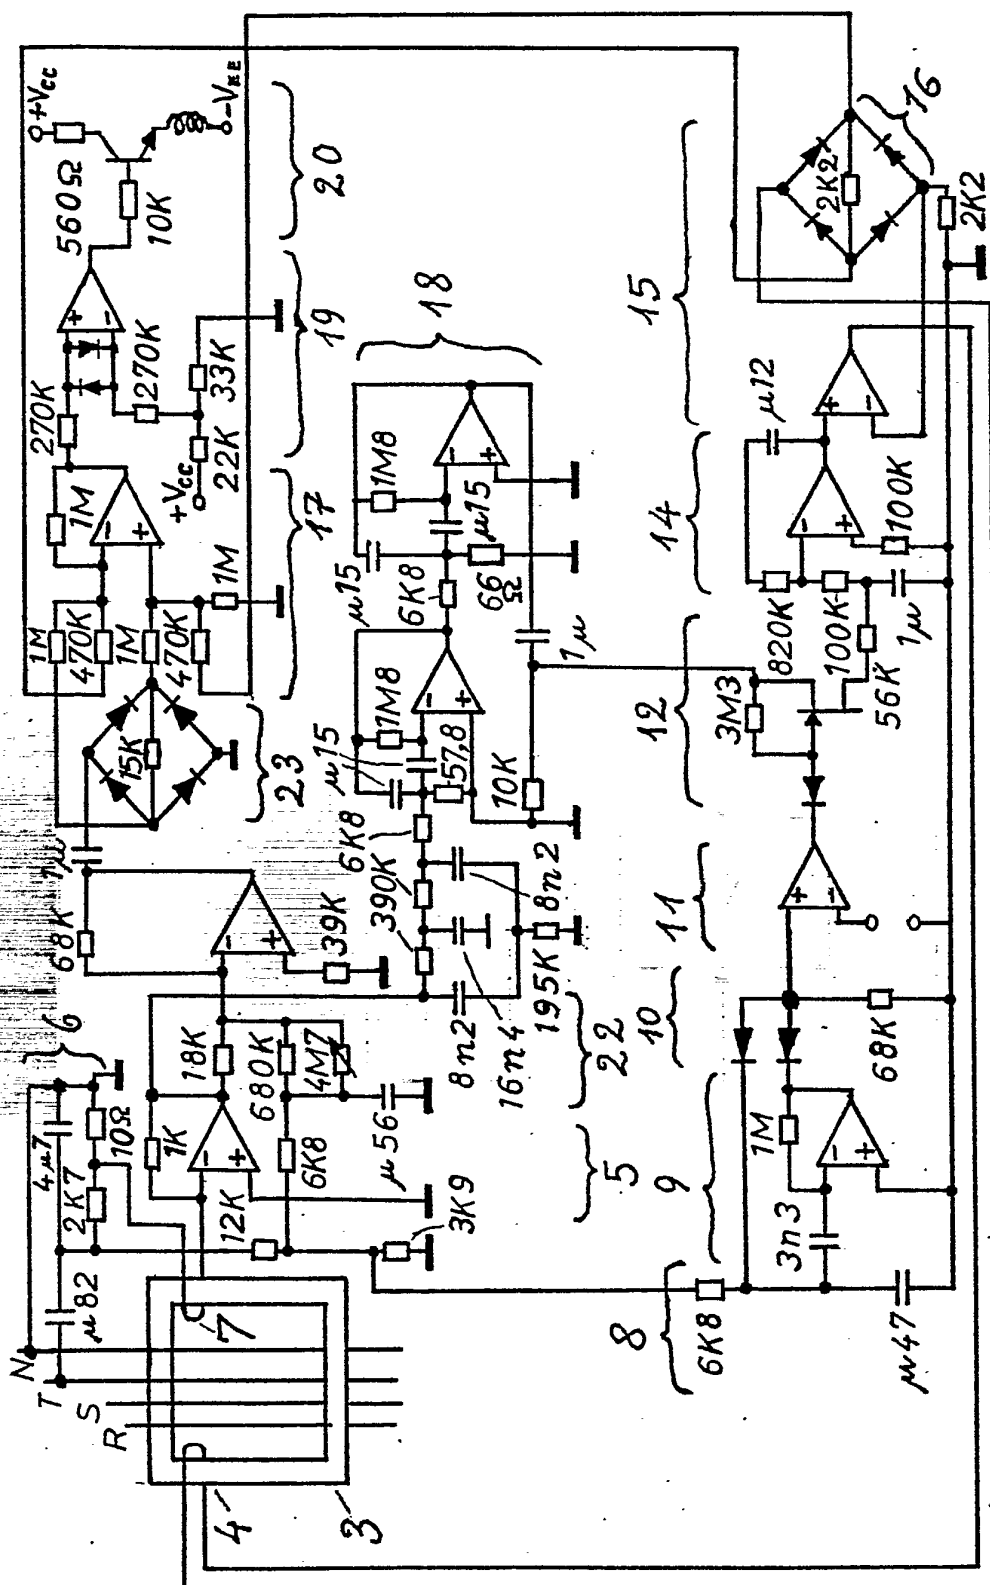 +Vcc
560Ω
10K
-VEE
20
270K
270K
33K
19
+Vcc
22K
1M
17
1M
1M
470K
1M
470K
15K
23
1µ
68K
39K
6
4µ7
10Ω
2K7
18K
680K
4M7
1K
µ56
6K8
12K
3K9
5
22
8n2
16n4
195K
8n2
390K
6K8
µ15
1M8
57,8
10K
1µ
6K8
66Ω
µ15
1M8
µ15
18
µ82
N
T
S
R
7
4
3
8
6K8
µ47
9
3n3
1M
10
68K
11
12
3M3
56K
14
820K
100K
1µ
100K
µ12
15
16
2K2
2K2